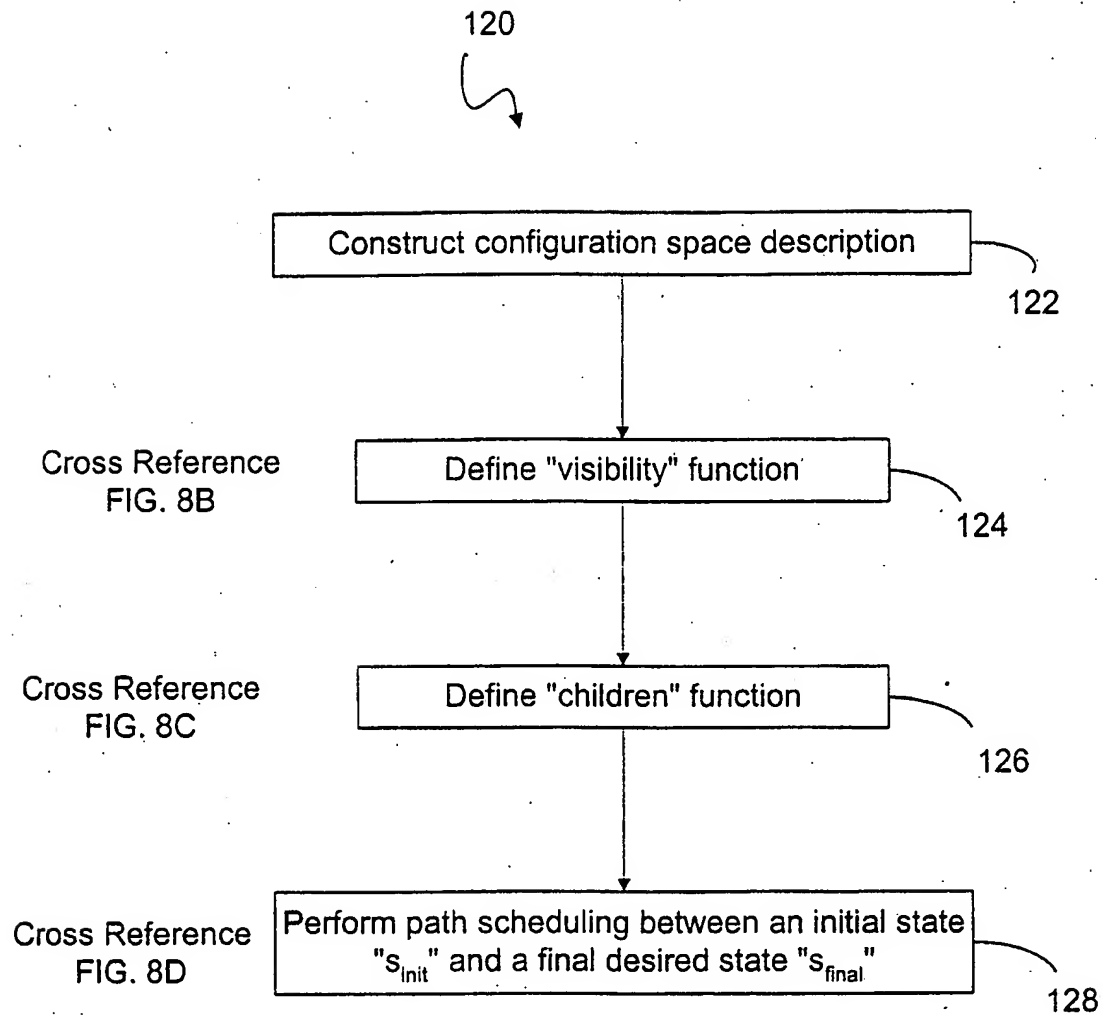 120
Construct configuration space description
122
Cross Reference
FIG. 8B
Define "visibility" function
124
Cross Reference
FIG. 8C
Define "children" function
126
Cross Reference
FIG. 8D
Perform path scheduling between an initial state
"s_init" and a final desired state "s_final"
128